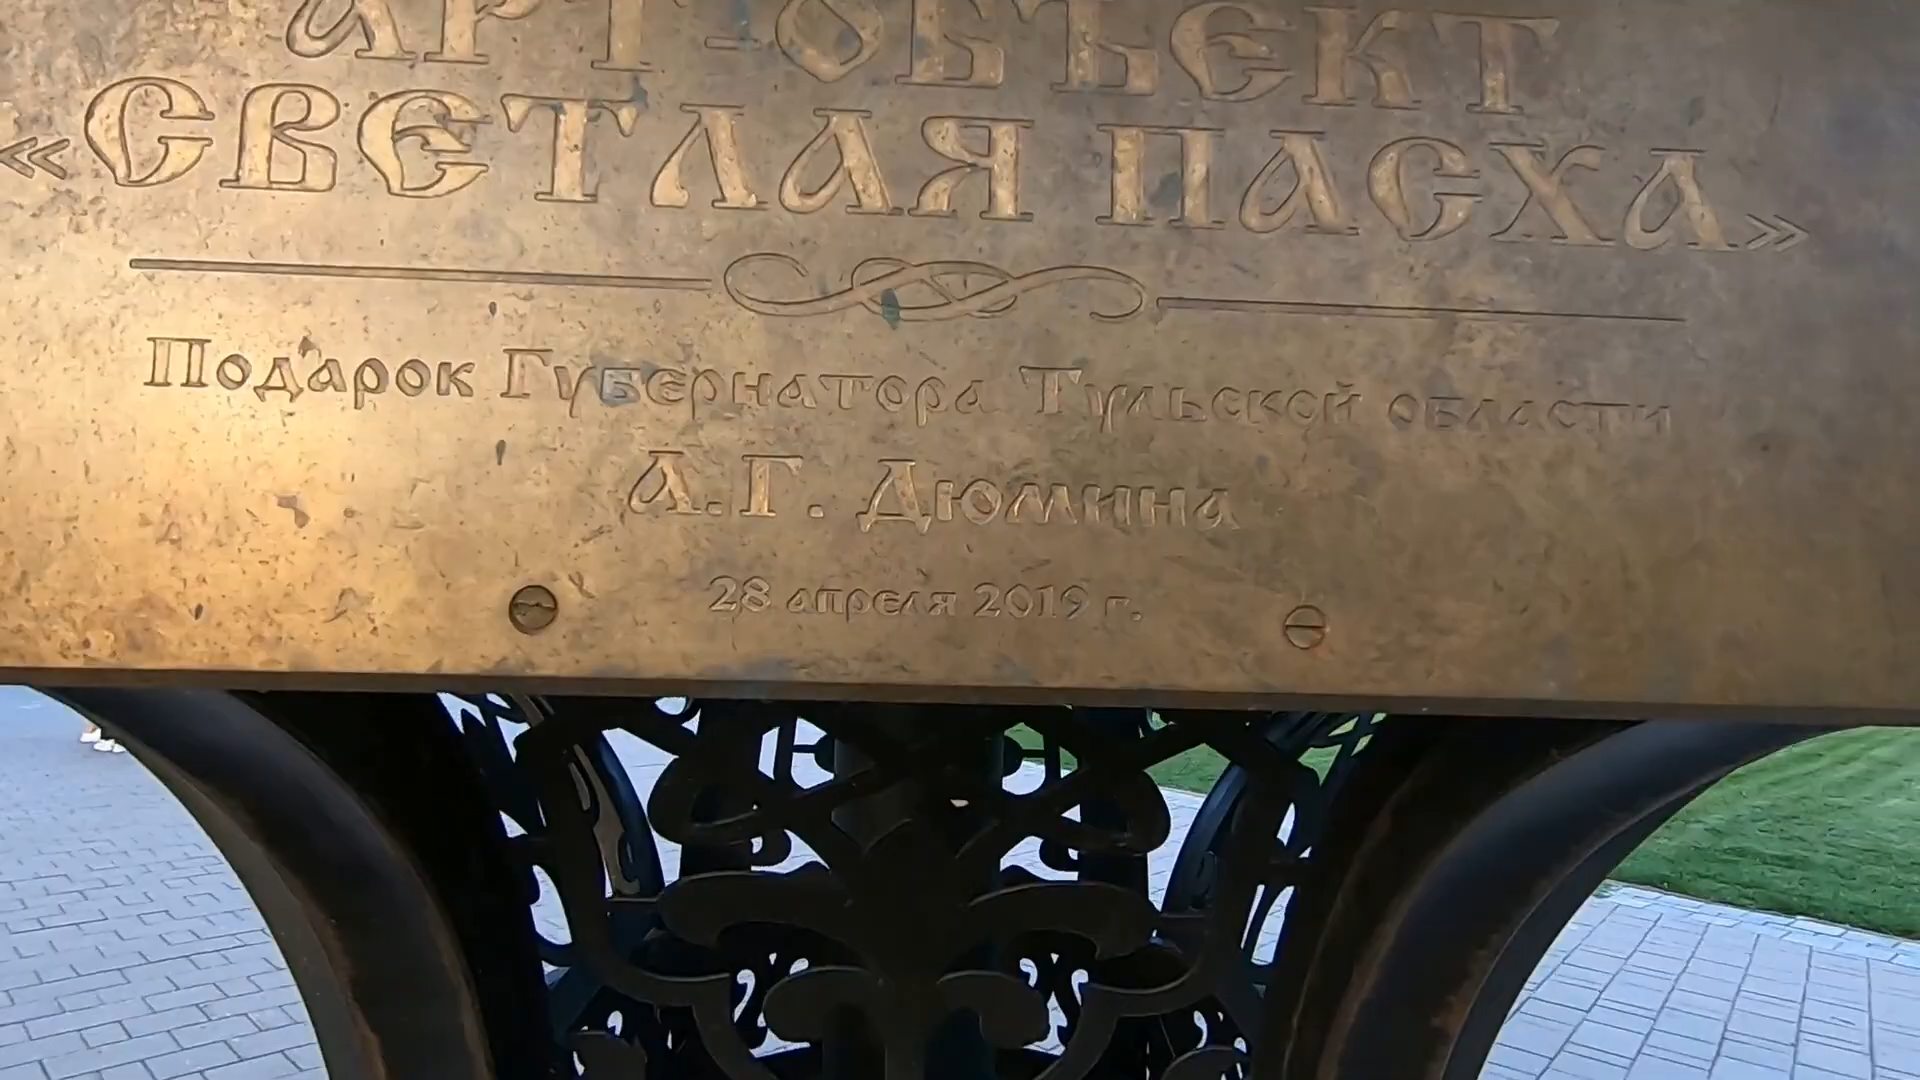 АРТ-ОБЪЕКТ
«СВЕТЛАЯ ПАСХА»
Подарок Губернатора Тульской области
А.Г. Дюмина
28 апреля 2019 г.